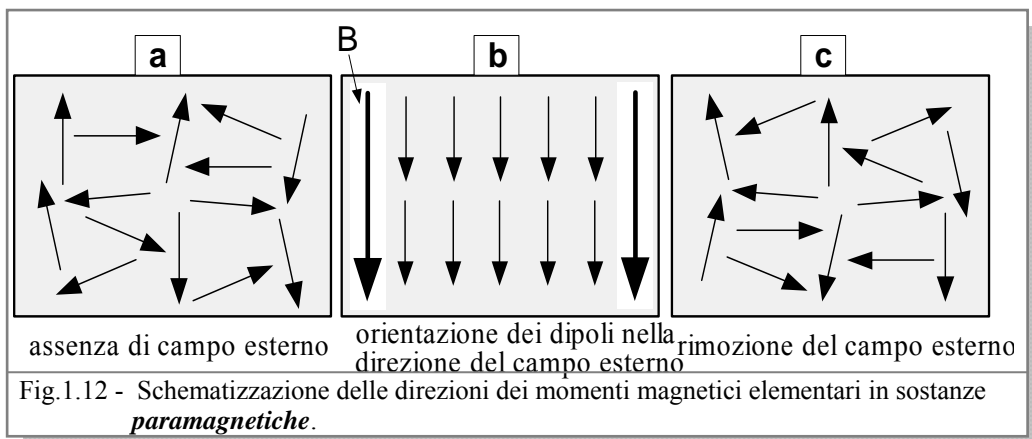 a
B
b
c
assenza di campo esterno
orientazione dei dipoli nella
direzione del campo esterno
rimozione del campo esterno
Fig.1.12 - Schematizzazione delle direzioni dei momenti magnetici elementari in sostanze
paramagnetiche.